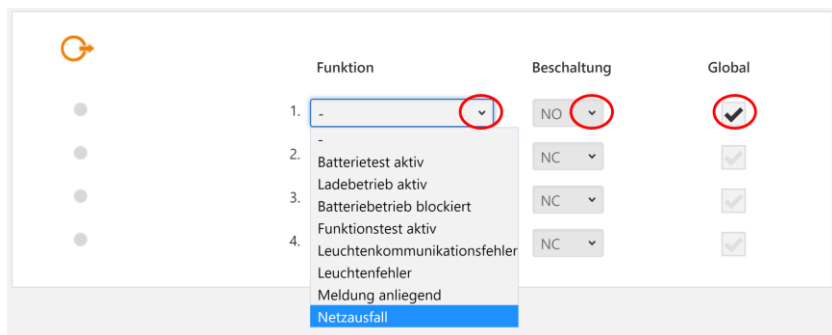 Funktion Beschaltung Global
1. - NO
-
2. Batterietest aktiv NC
Ladebetrieb aktiv
3. Batteriebetrieb blockiert NC
Funktionstest aktiv
4. Leuchtenkommunikationsfehler NC
Leuchtenfehler
Meldung anliegend
Netzausfall